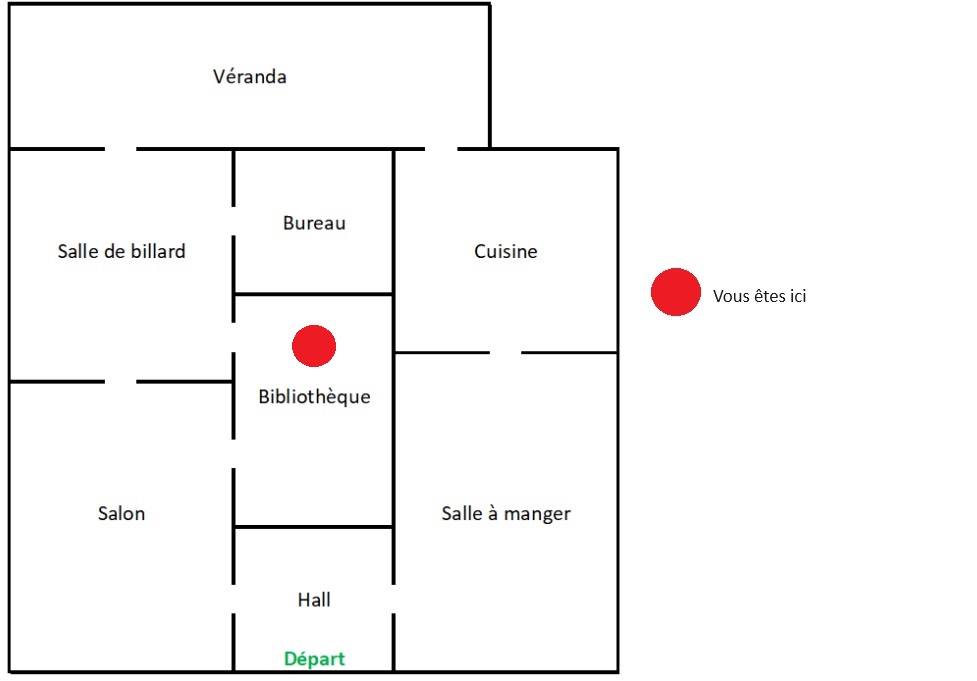 Véranda
Bureau
Salle de billard
Cuisine
Vous êtes ici
Bibliothèque
Salon
Salle à manger
Hall
Départ